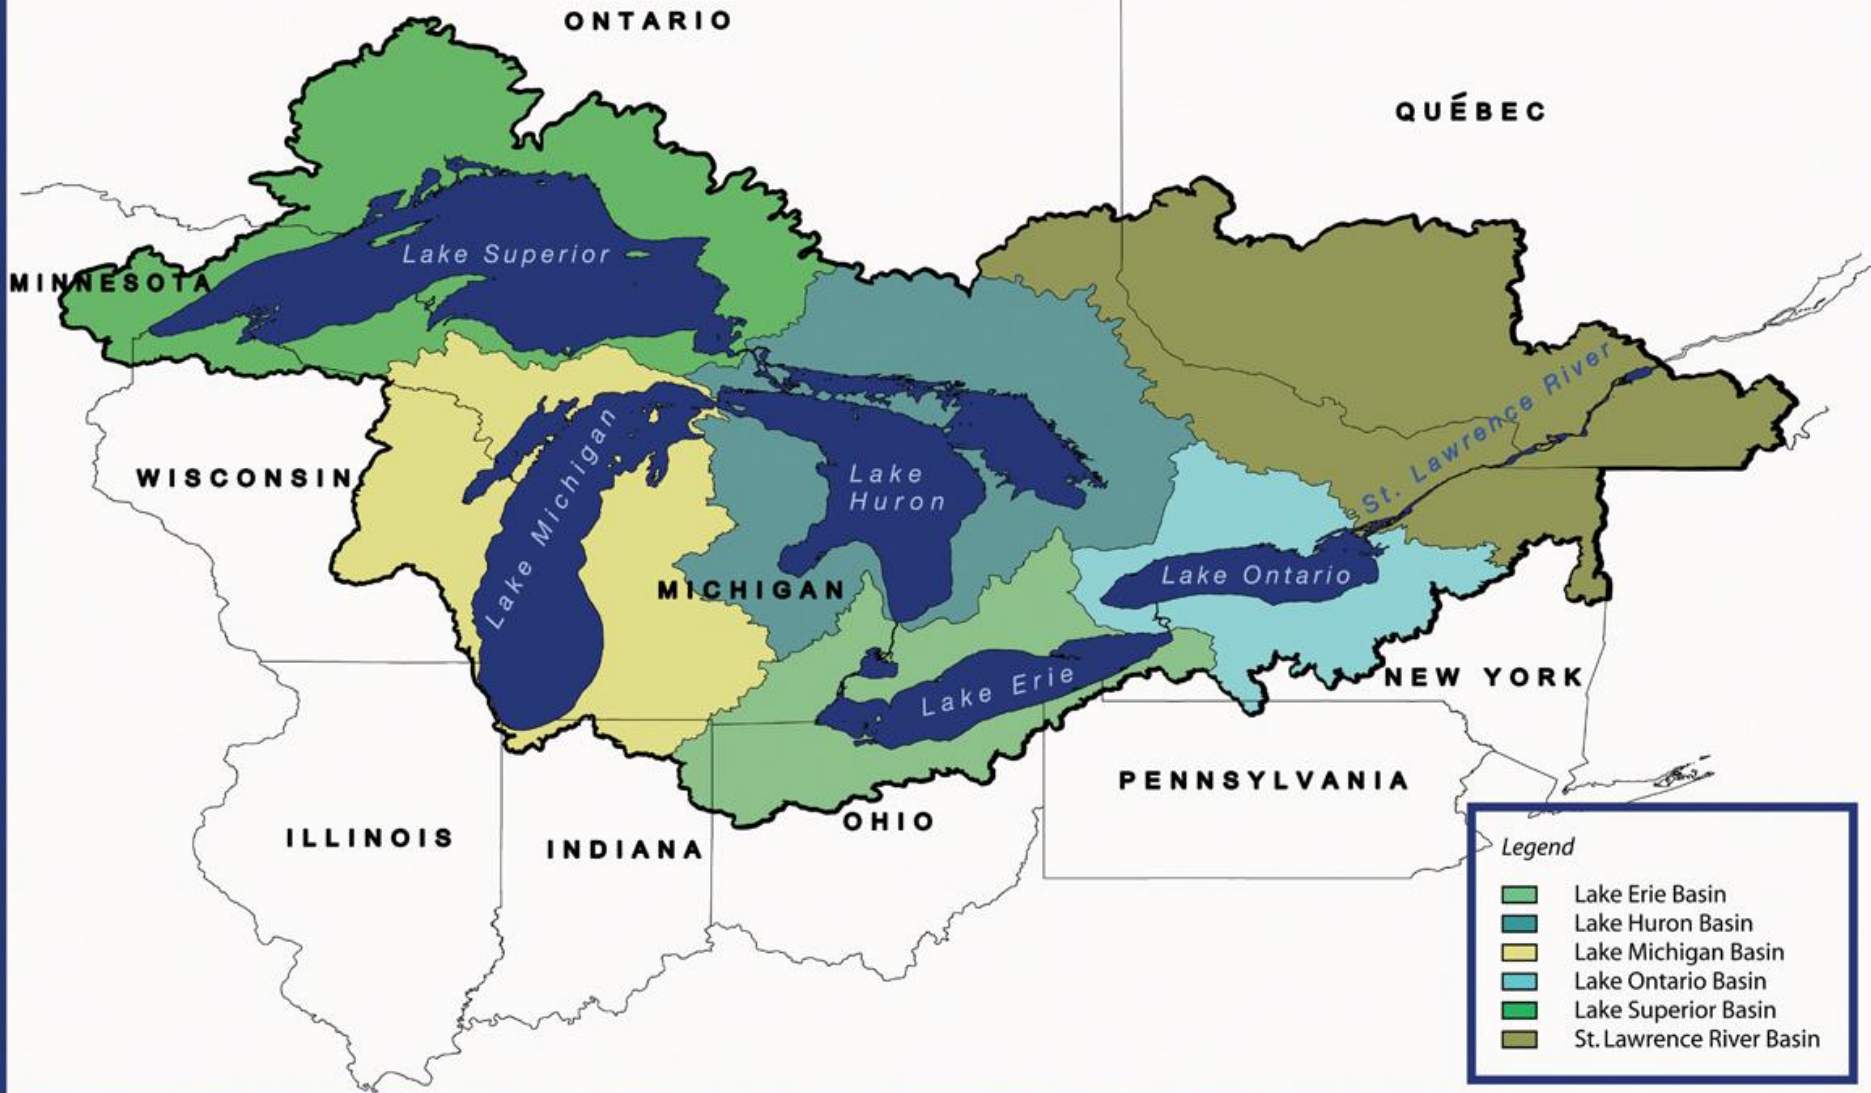 ONTARIO
QUÉBEC
Lake Superior
MINNESOTA
St. Lawrence River
WISCONSIN
Lake Michigan
Lake
Huron
MICHIGAN
Lake Ontario
Lake Erie
NEW YORK
PENNSYLVANIA
ILLINOIS
INDIANA
OHIO
Legend
Lake Erie Basin
Lake Huron Basin
Lake Michigan Basin
Lake Ontario Basin
Lake Superior Basin
St. Lawrence River Basin